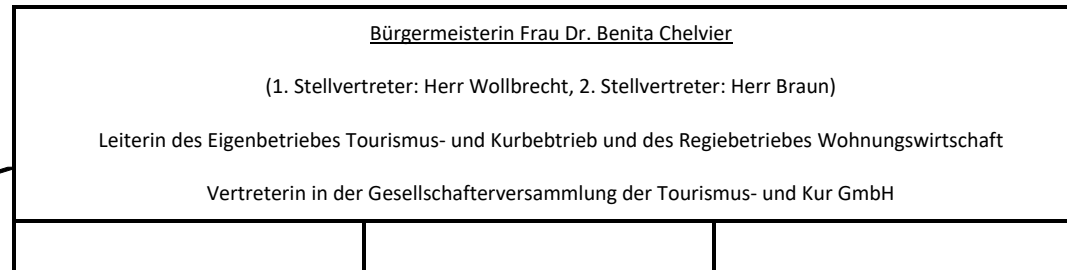 Bürgermeisterin Frau Dr. Benita Chelvier
(1. Stellvertreter: Herr Wollbrecht, 2. Stellvertreter: Herr Braun)
Leiterin des Eigenbetriebes Tourismus- und Kurbebtrieb und des Regiebetriebes Wohnungswirtschaft
Vertreterin in der Gesellschafterversammlung der Tourismus- und Kur GmbH